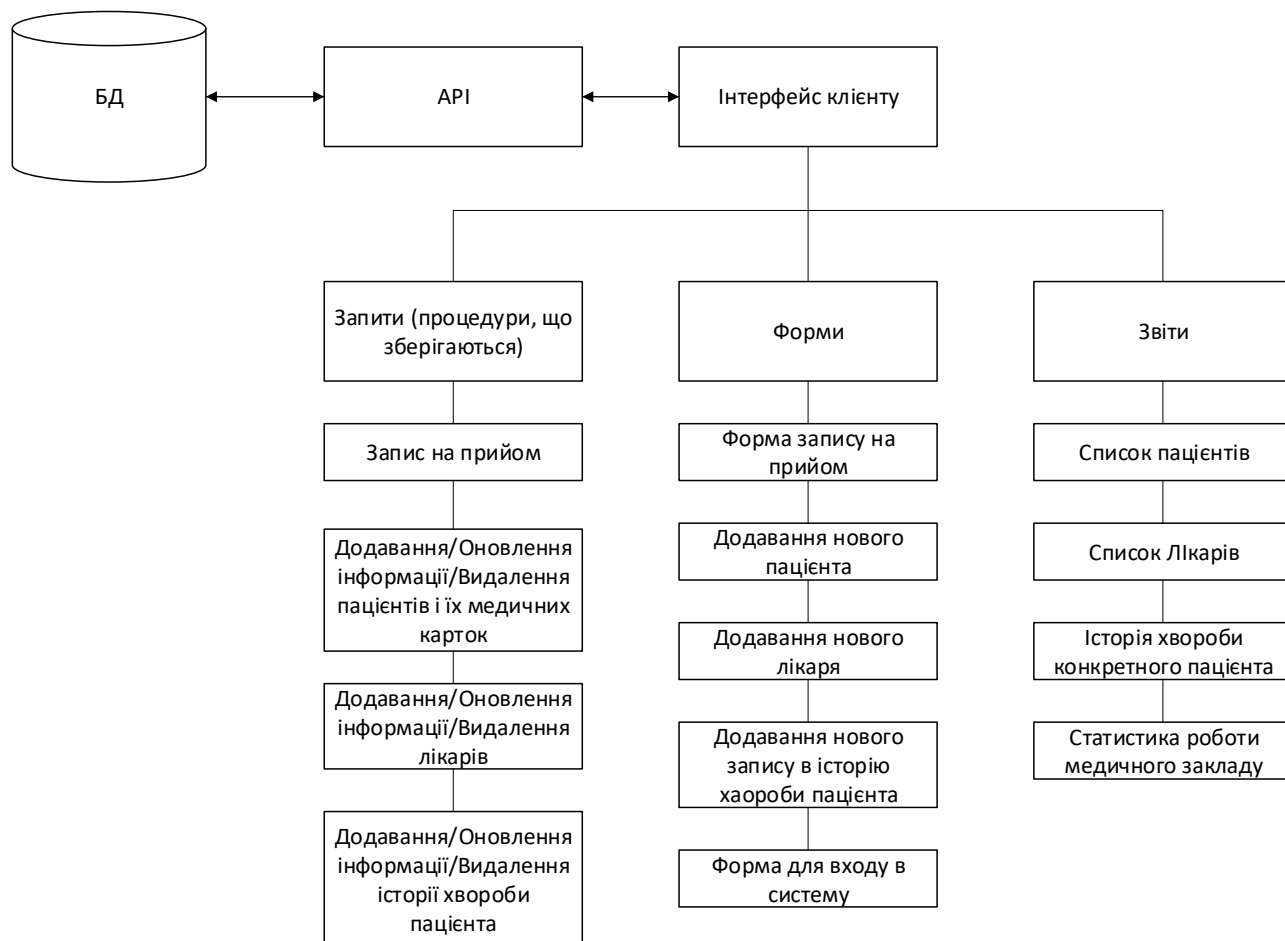 БД
API
Інтерфейс клієнту
Запити (процедури, що
зберігаються)
Форми
Звіти
Запис на прийом
Форма запису на
прийом
Список пацієнтів
Додавання/Оновлення
інформації/Видалення
пацієнтів і їх медичних
карток
Додавання нового
пацієнта
Список ЛІкарів
Додавання нового
лікаря
Історія хвороби
конкретного пацієнта
Додавання/Оновлення
інформації/Видалення
лікарів
Додавання нового
запису в історію
хаороби пацієнта
Статистика роботи
медичного закладу
Додавання/Оновлення
інформації/Видалення
історії хвороби
пацієнта
Форма для входу в
систему